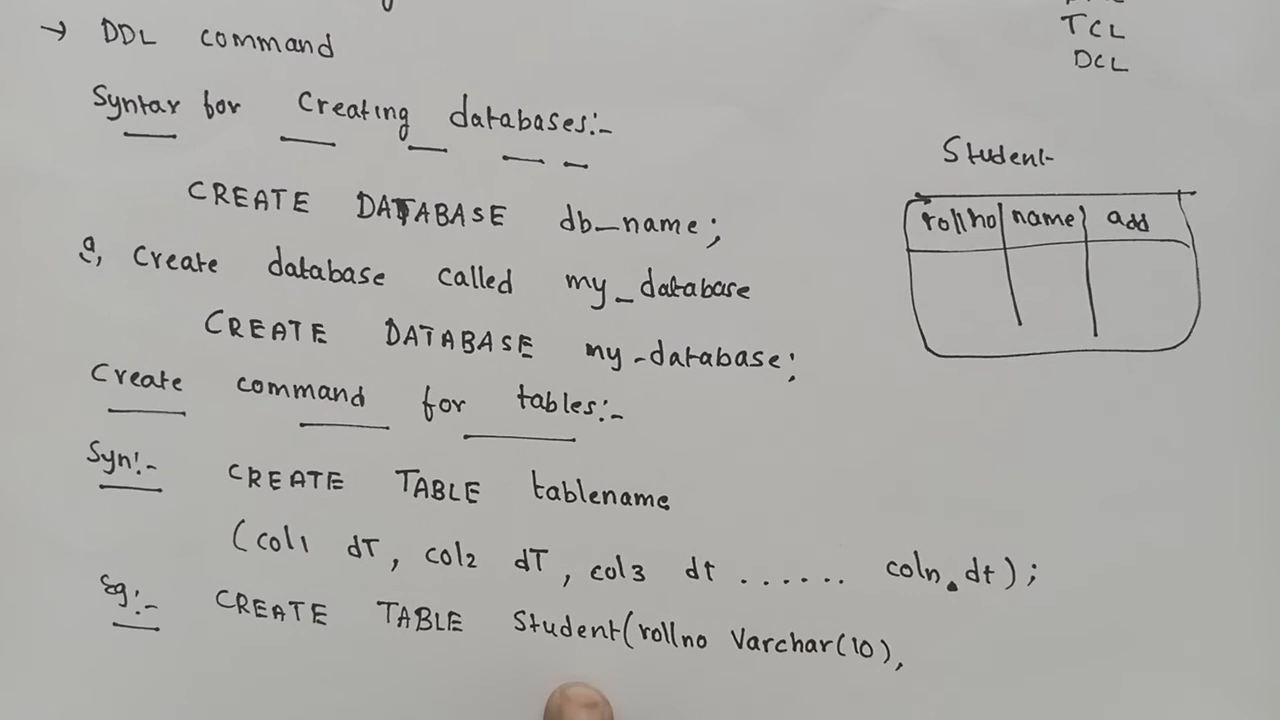 → DDL command
TCL
DCL
Syntax for creating databases:-
CREATE DATABASE db_name;
Student
rollno name add
Q, Create database called my_database
CREATE DATABASE my-database;
Create command for tables:-
Syn:- CREATE TABLE tablename
(col1 dT, col2 dT, col3 dt ...... coln dt);
Eg:- CREATE TABLE Student(rollno Varchar(10),